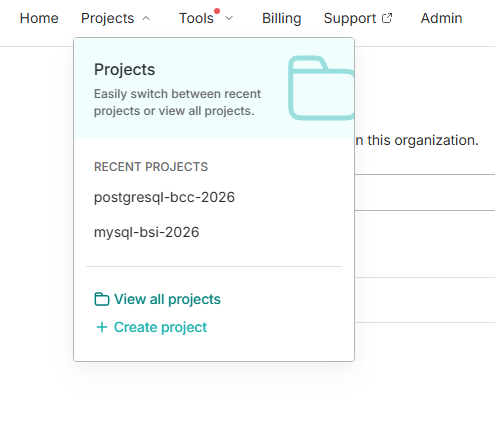 Home Projects Tools Billing Support Admin
Projects
Easily switch between recent
projects or view all projects.
n this organization.
RECENT PROJECTS
postgresql-bcc-2026
mysql-bsi-2026
View all projects
+ Create project